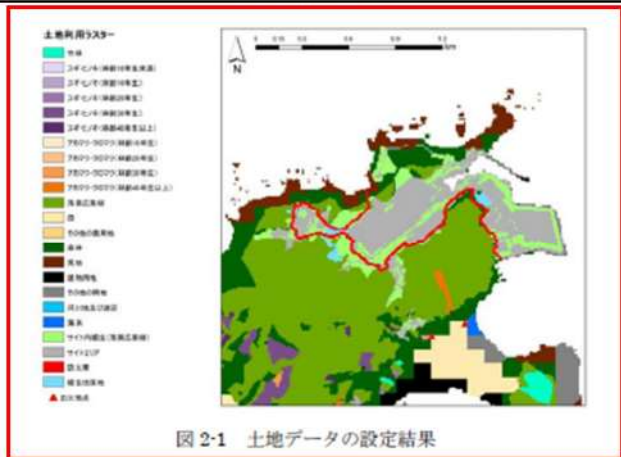 土地利用ラスター
竹林
スギ・ヒノキ(林齢10年生未満)
スギ・ヒノキ(林齢10年生)
スギ・ヒノキ(林齢20年生)
スギ・ヒノキ(林齢30年生)
スギ・ヒノキ(林齢40年生以上)
アカマツ・クロマツ(林齢10年生)
アカマツ・クロマツ(林齢20年生)
アカマツ・クロマツ(林齢30年生)
アカマツ・クロマツ(林齢40年生以上)
落葉広葉樹
田
その他の農用地
森林
荒地
建物用地
その他の用地
河川地及び湖沼
海浜
サイト内植生(落葉広葉樹)
サイトエリア
防火帯
発火地点
N
図 2-1 土地データの設定結果